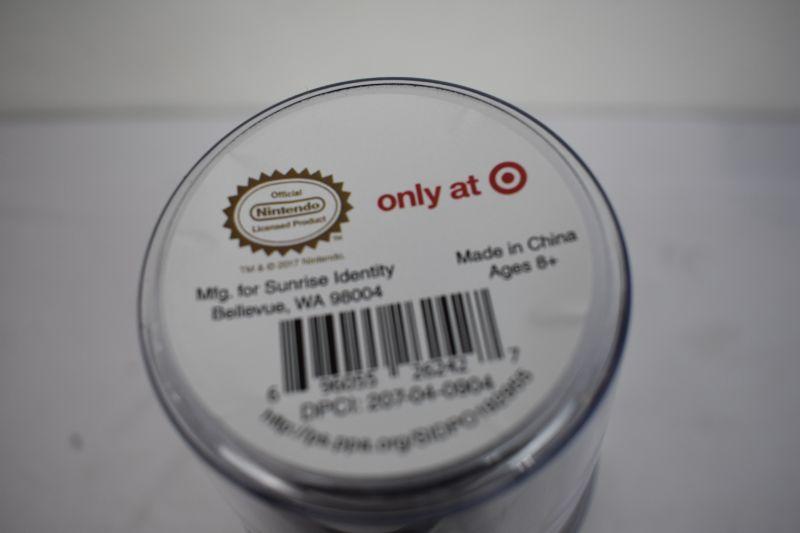 Official
Nintendo
Licensed Product
TM
TM & © 2017 Nintendo.
only at
Mfg. for Sunrise Identity
Bellevue, WA 98004
Made in China
Ages 8+
6 96055 26242 7
DPCI: 207-04-0904